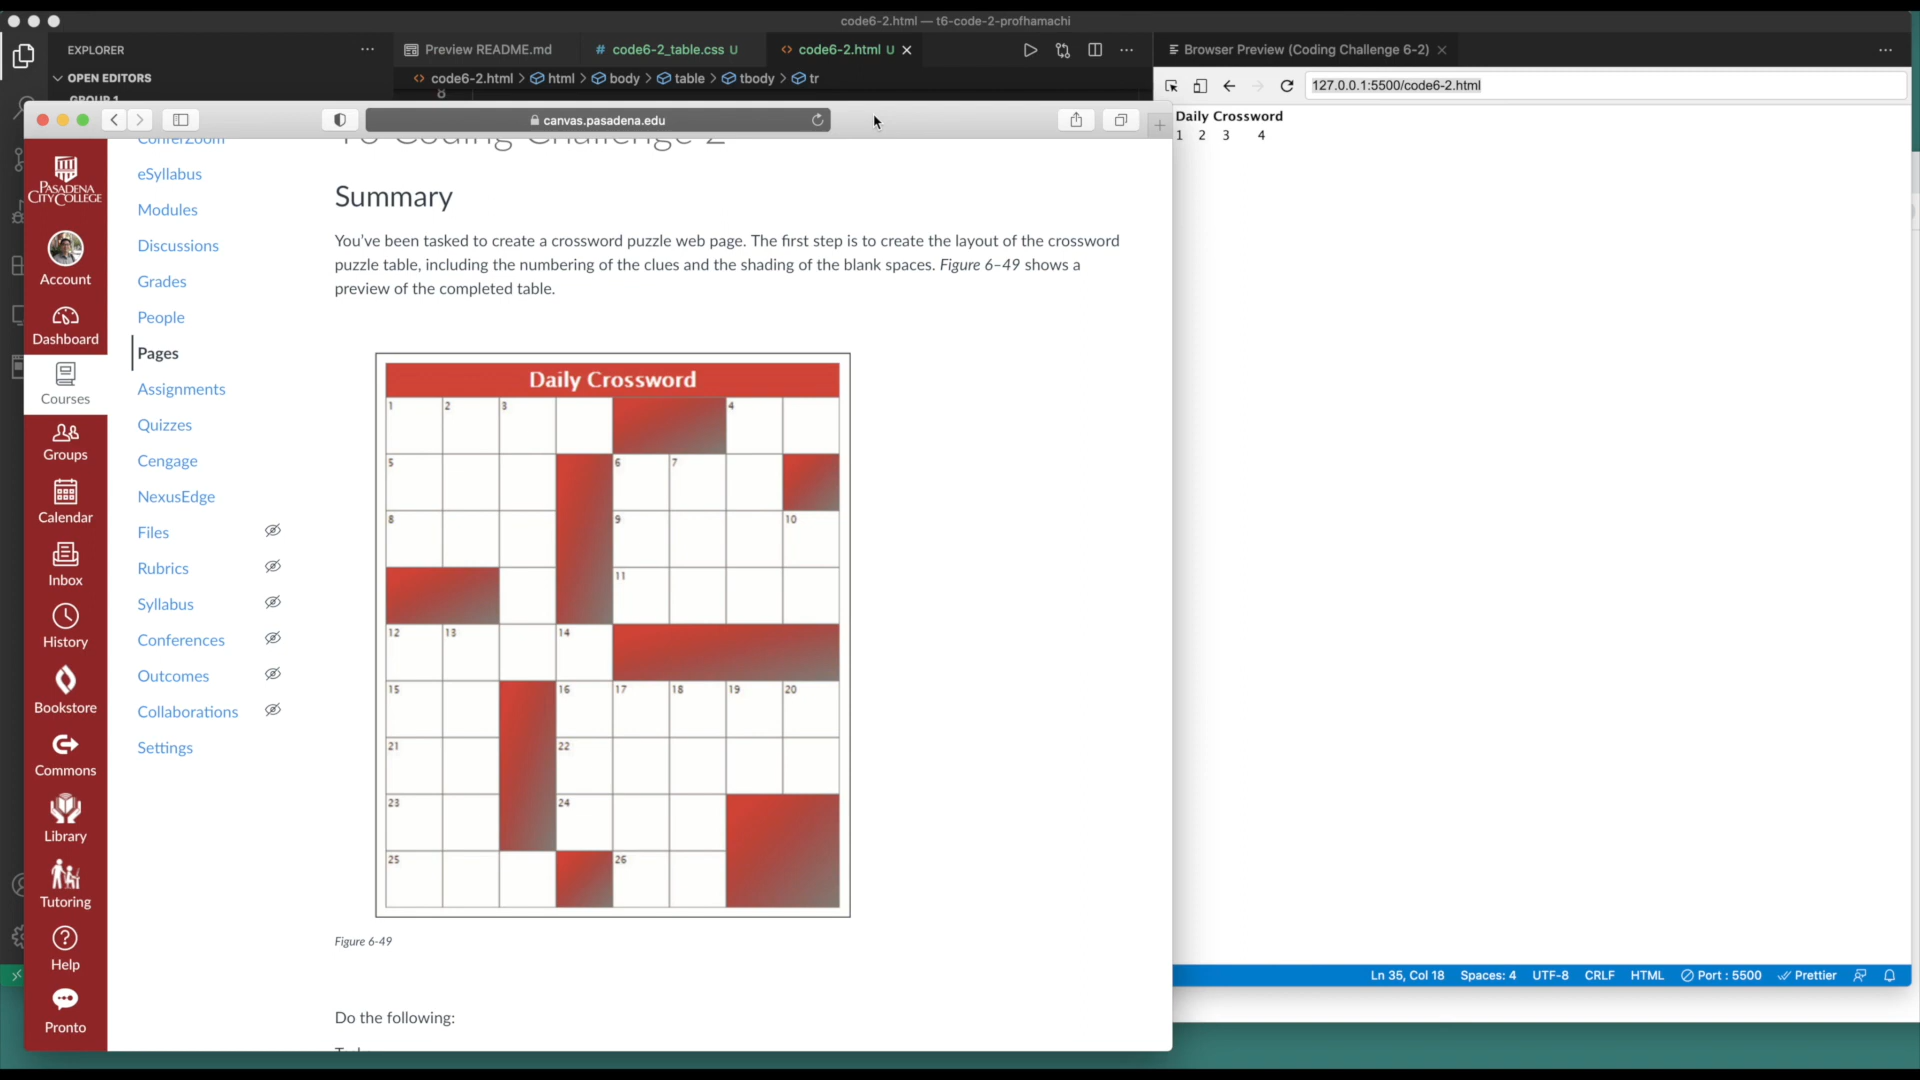 code6-2.html — t6-code-2-profhamachi
EXPLORER
Preview README.md
# code6-2_table.css U
<> code6-2.html U
Browser Preview (Coding Challenge 6-2)
OPEN EDITORS
<> code6-2.html > html > body > table > tbody > tr
GROUP 1
8
127.0.0.1:5500/code6-2.html
canvas.pasadena.edu
Daily Crossword
1 2 3 4
PASADENA
CITY COLLEGE
Account
Dashboard
Courses
Groups
Calendar
Inbox
History
Bookstore
Commons
Library
Tutoring
Help
Pronto
ConferZoom
eSyllabus
Modules
Discussions
Grades
People
Pages
Assignments
Quizzes
Cengage
NexusEdge
Files
Rubrics
Syllabus
Conferences
Outcomes
Collaborations
Settings
T6 Coding Challenge 2
Summary
You've been tasked to create a crossword puzzle web page. The first step is to create the layout of the crossword
puzzle table, including the numbering of the clues and the shading of the blank spaces. Figure 6–49 shows a
preview of the completed table.
Daily Crossword
1 2 3 4
5 6 7
8 9 10
11
12 13 14
15 16 17 18 19 20
21 22
23 24
25 26
Figure 6-49
Do the following:
Ln 35, Col 18 Spaces: 4 UTF-8 CRLF HTML Port : 5500 Prettier